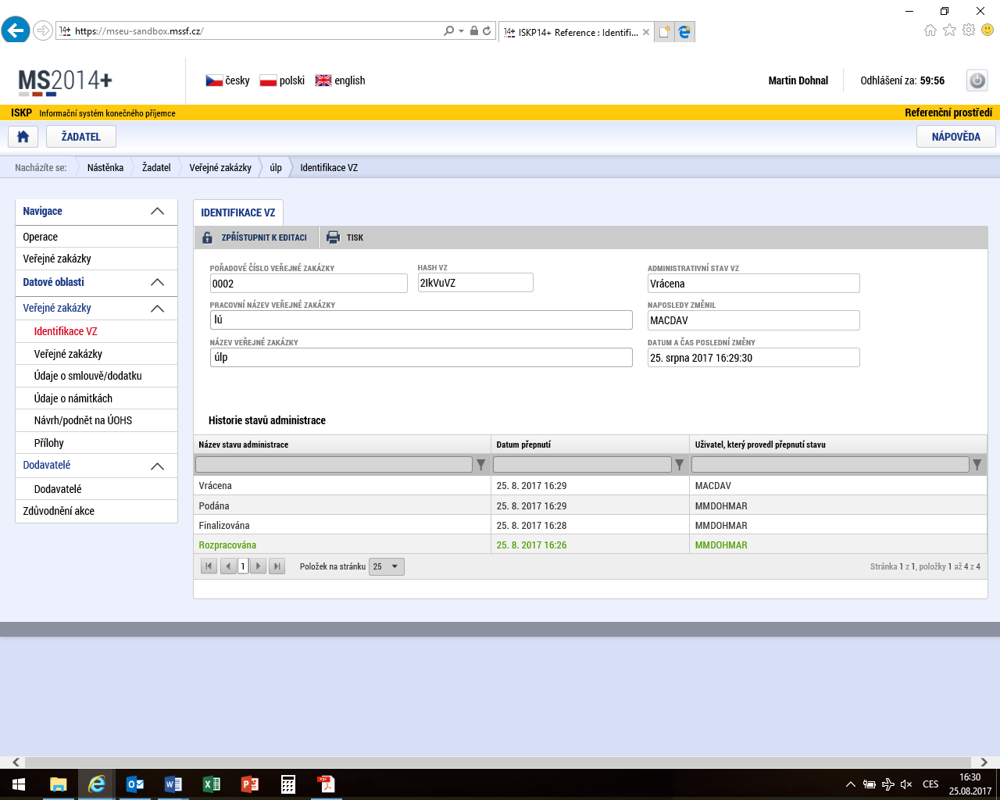 https://mseu-sandbox.mssf.cz/
14+ ISKP14+ Reference : Identifi...
MS2014+
česky polski english
Martin Dohnal
Odhlášení za: 59:56
ISKP Informační systém konečného příjemce
Referenční prostředí
ŽADATEL
NÁPOVĚDA
Nacházíte se: Nástěnka Žadatel Veřejné zakázky úlp Identifikace VZ
Navigace
Operace
Veřejné zakázky
Datové oblasti
Veřejné zakázky
Identifikace VZ
Veřejné zakázky
Údaje o smlouvě/dodatku
Údaje o námitkách
Návrh/podnět na ÚOHS
Přílohy
Dodavatelé
Dodavatelé
Zdůvodnění akce
IDENTIFIKACE VZ
ZPŘÍSTUPNIT K EDITACI TISK
POŘADOVÉ ČÍSLO VEŘEJNÉ ZAKÁZKY HASH VZ ADMINISTRATIVNÍ STAV VZ
0002 2IkVuVZ Vrácena
PRACOVNÍ NÁZEV VEŘEJNÉ ZAKÁZKY NAPOSLEDY ZMĚNIL
lú MACDAV
NÁZEV VEŘEJNÉ ZAKÁZKY DATUM A ČAS POSLEDNÍ ZMĚNY
úlp 25. srpna 2017 16:29:30
Historie stavů administrace
Název stavu administrace Datum přepnutí Uživatel, který provedl přepnutí stavu
Vrácena 25. 8. 2017 16:29 MACDAV
Podána 25. 8. 2017 16:29 MMDOHMAR
Finalizována 25. 8. 2017 16:28 MMDOHMAR
Rozpracována 25. 8. 2017 16:26 MMDOHMAR
1 Položek na stránku 25 Stránka 1 z 1, položky 1 až 4 z 4
CES
16:30
25.08.2017